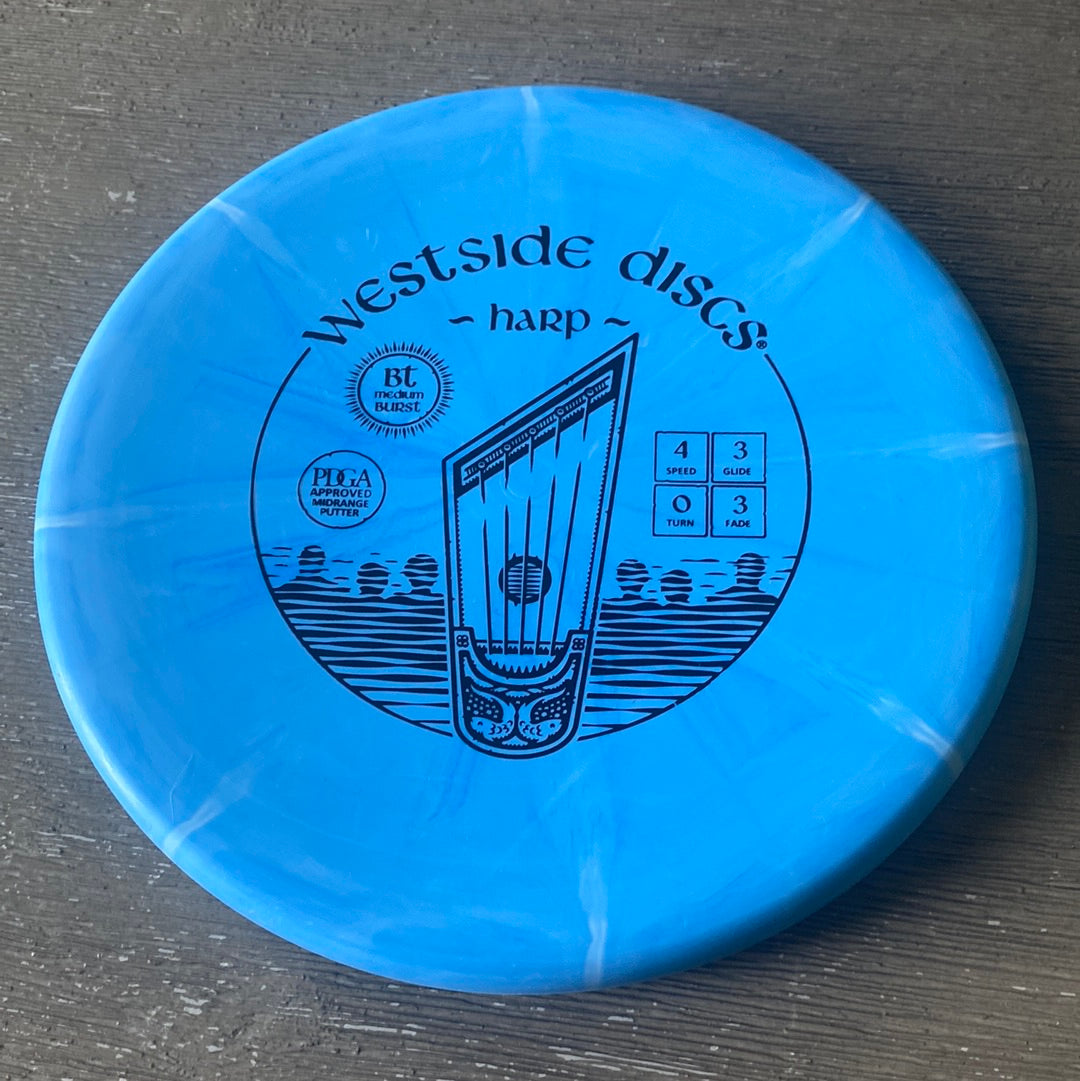 Westside Discs®
~ Harp ~
BT
Medium
Burst
PDGA
APPROVED
MIDRANGE
PUTTER
4 3
SPEED GLIDE
0 3
TURN FADE